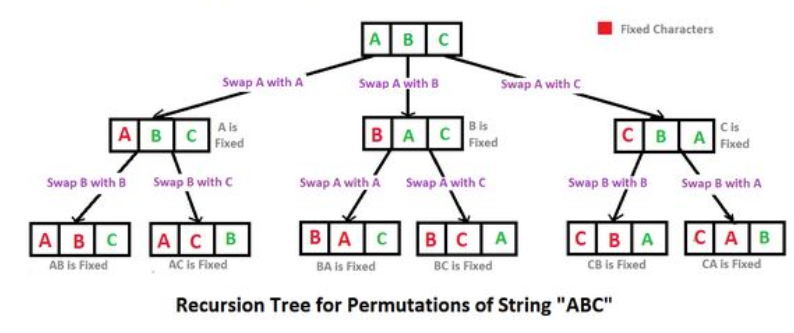 A B C
Fixed Characters
Swap A with A
Swap A with B
Swap A with C
A B C
A is
Fixed
B A C
B is
Fixed
C B A
C is
Fixed
Swap B with B
Swap B with C
Swap A with A
Swap A with C
Swap B with B
Swap B with A
A B C
A C B
B A C
B C A
C B A
C A B
AB is Fixed
AC is Fixed
BA is Fixed
BC is Fixed
CB is Fixed
CA is Fixed
Recursion Tree for Permutations of String "ABC"